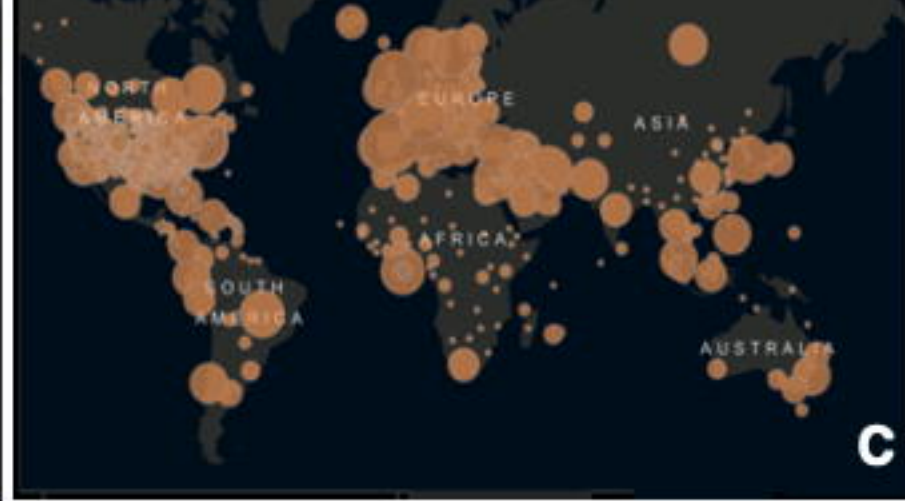 NORTH
AMERICA
EUROPE
ASIA
AFRICA
SOUTH
AMERICA
AUSTRALIA
C